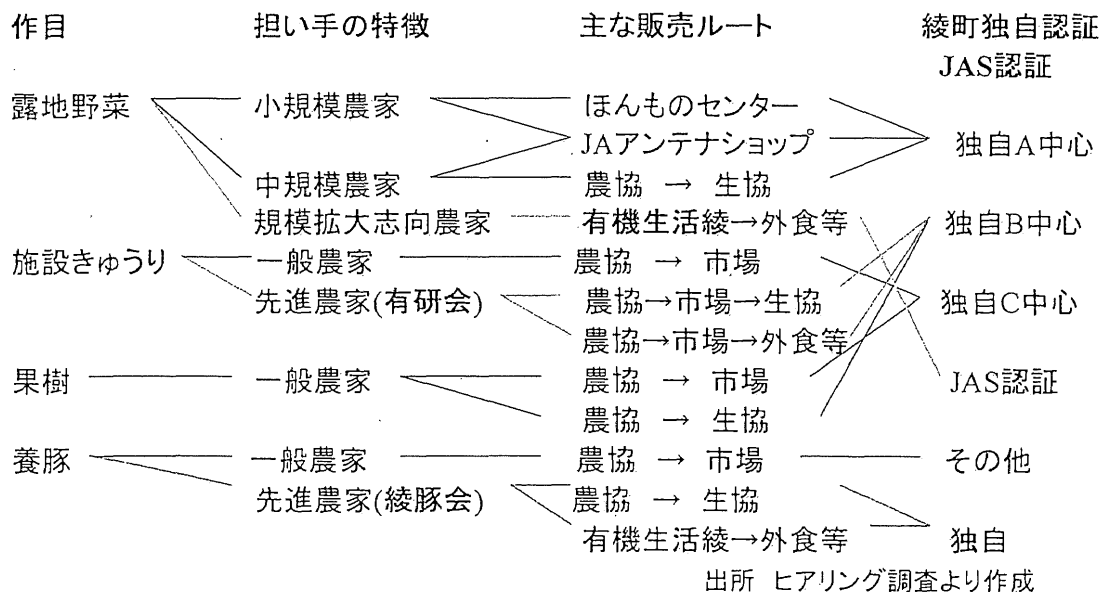 作目 担い手の特徴 主な販売ルート 綾町独自認証
JAS認証
露地野菜 小規模農家 ほんものセンター
JAアンテナショップ 独自A中心
中規模農家 農協 → 生協
規模拡大志向農家 有機生活綾→外食等 独自B中心
施設きゅうり 一般農家 農協 → 市場
先進農家(有研会) 農協→市場→生協 独自C中心
農協→市場→外食等
果樹 一般農家 農協 → 市場 JAS認証
農協 → 生協
養豚 一般農家 農協 → 市場 その他
先進農家(綾豚会) 農協 → 生協
有機生活綾→外食等 独自
出所 ヒアリング調査より作成